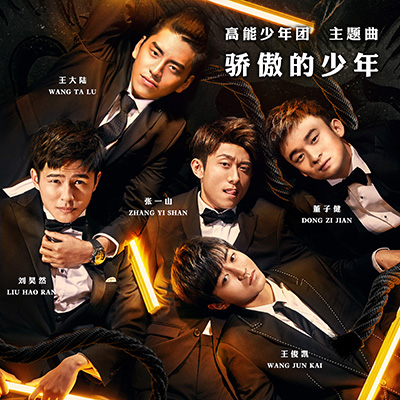 高能少年团 主题曲
骄傲的少年
王大陆
WANG TA LU
张一山
ZHANG YI SHAN
董子健
DONG ZI JIAN
刘昊然
LIU HAO RAN
王俊凯
WANG JUN KAI